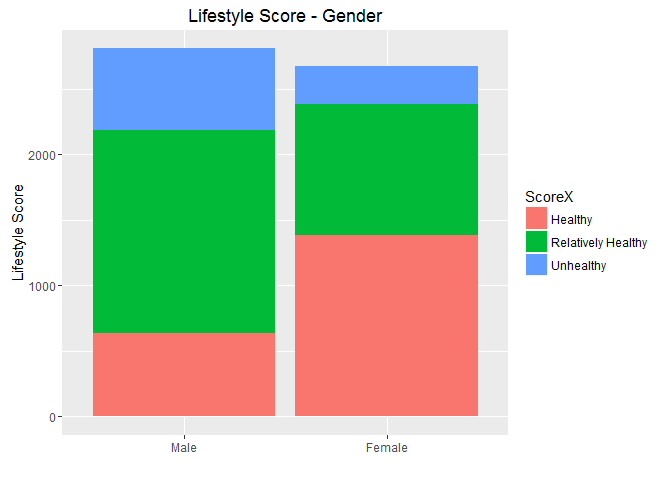 Lifestyle Score - Gender
Lifestyle Score
2000
1000
0
Male
Female
ScoreX
Healthy
Relatively Healthy
Unhealthy